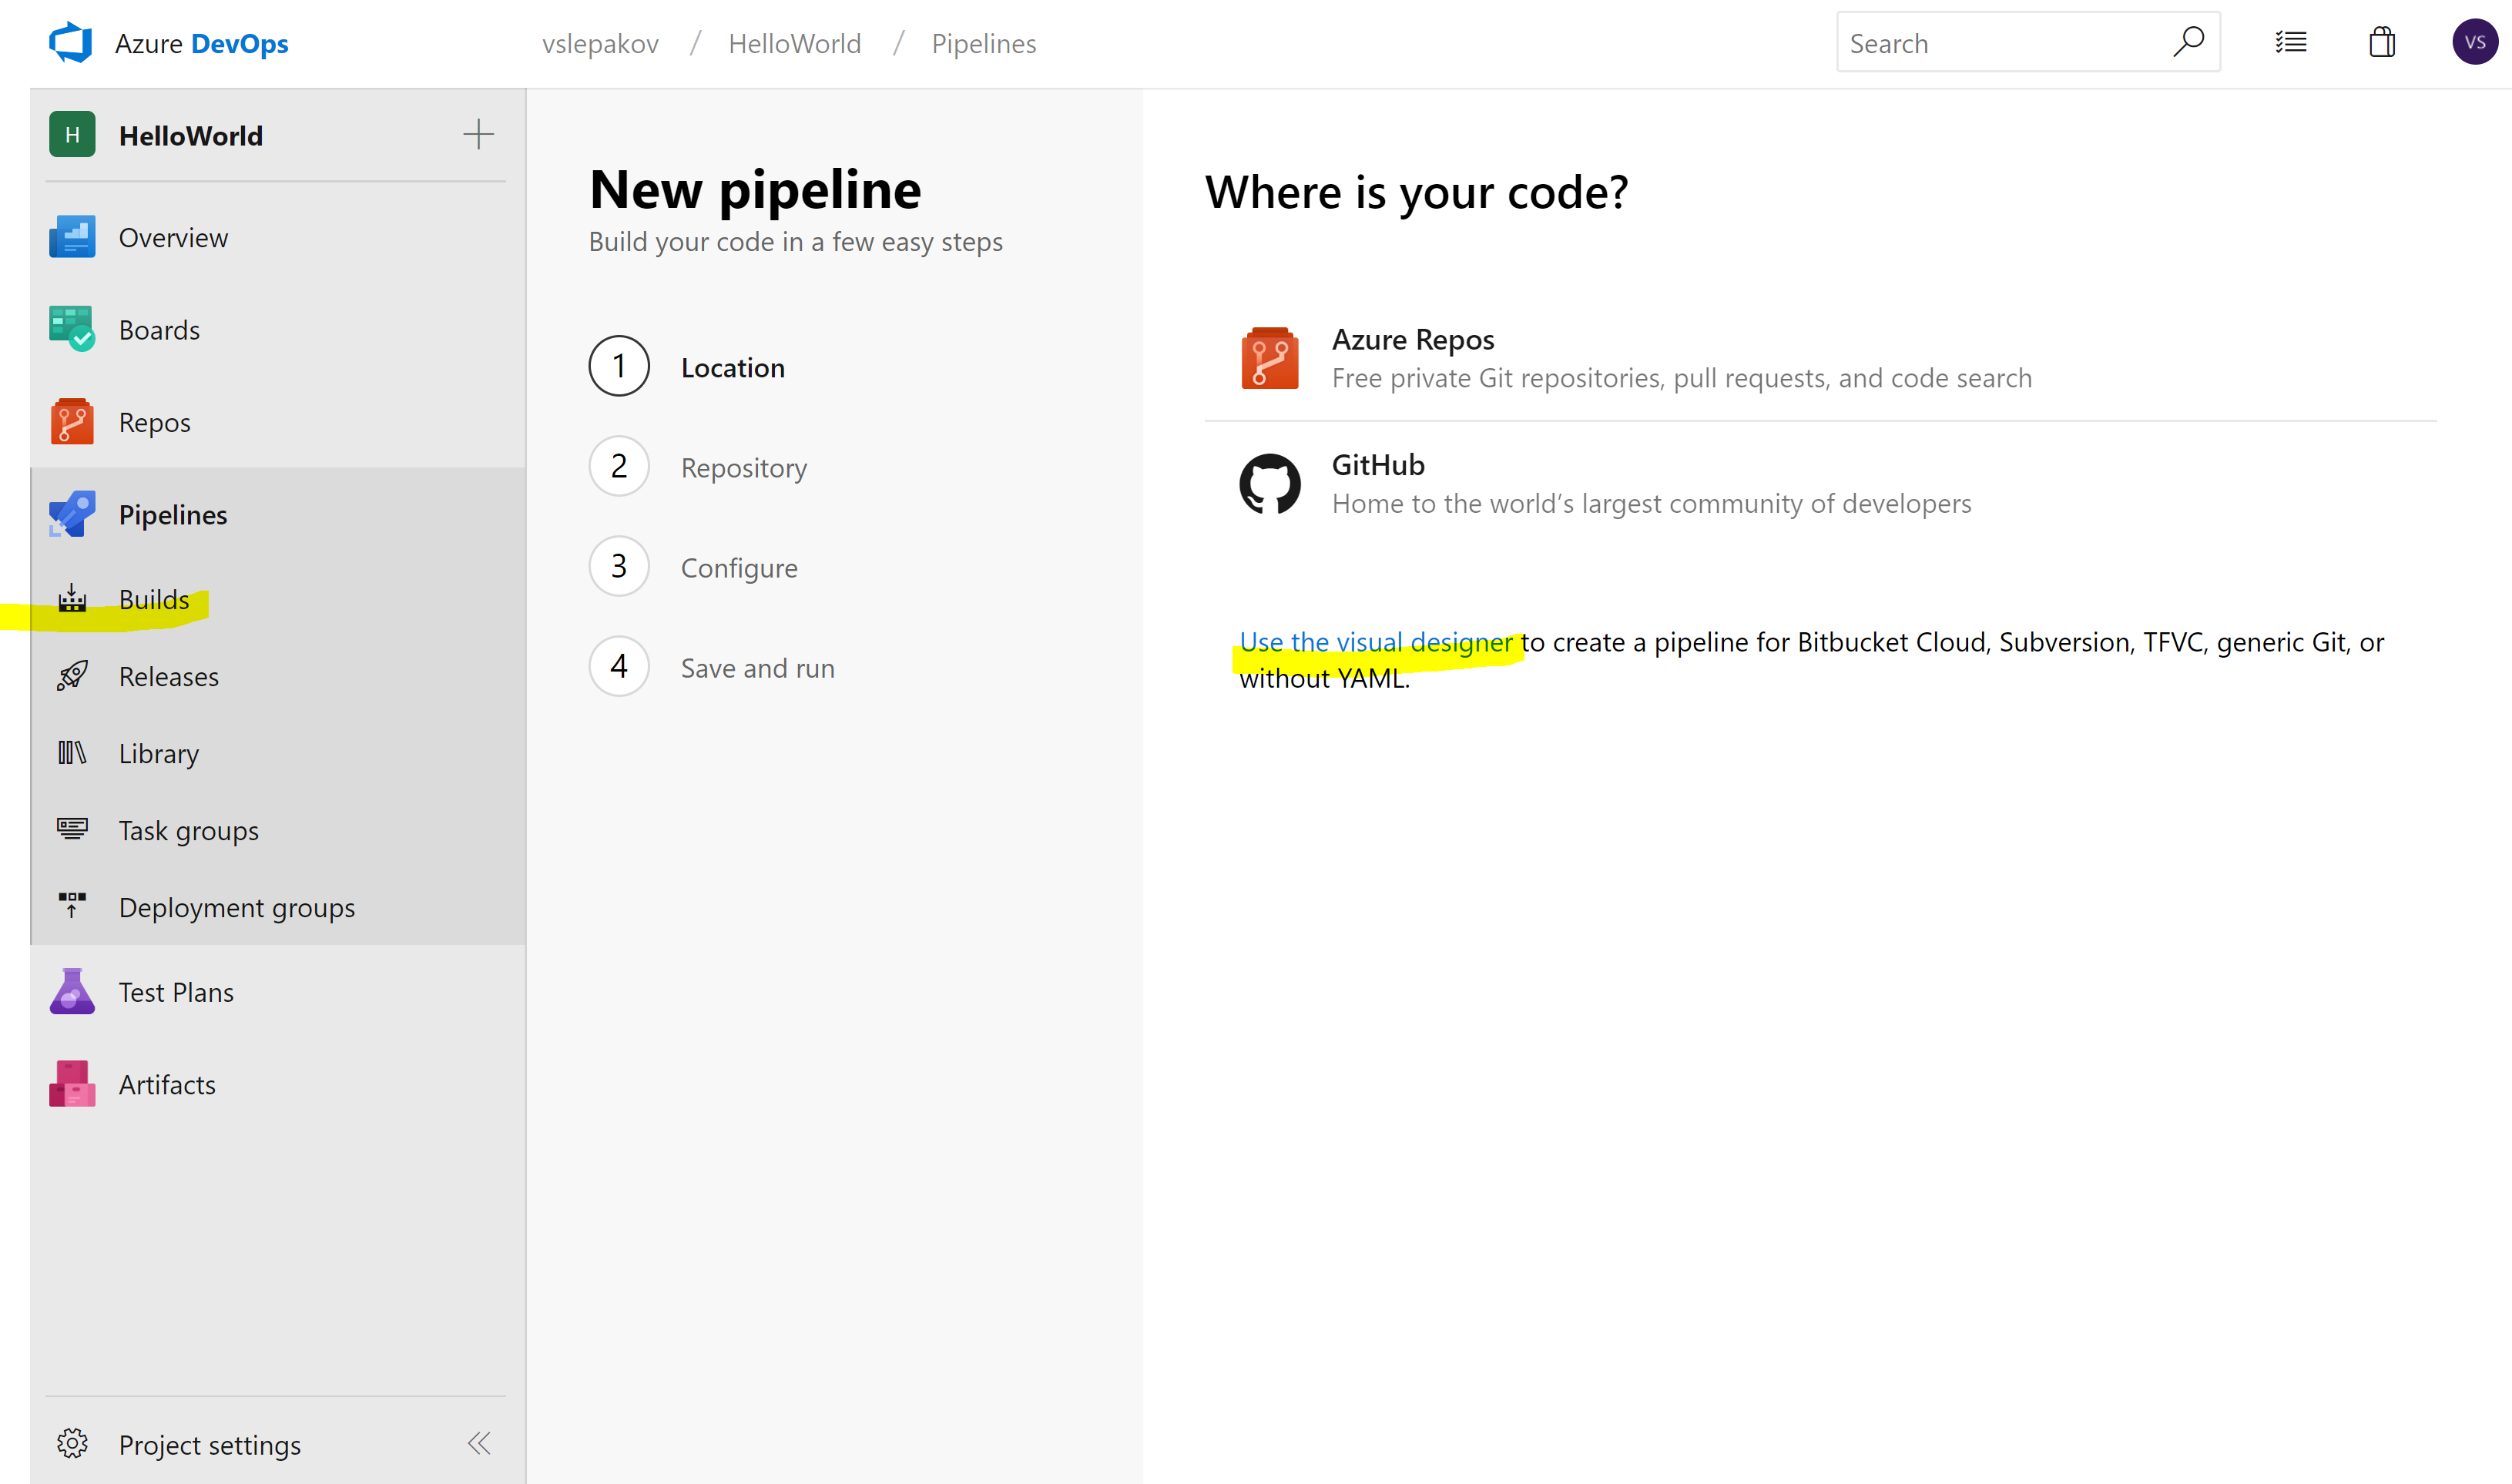 Azure DevOps
vslepakov / HelloWorld / Pipelines
Search
VS
H
HelloWorld
Overview
Boards
Repos
Pipelines
Builds
Releases
Library
Task groups
Deployment groups
Test Plans
Artifacts
Project settings
New pipeline
Build your code in a few easy steps
1 Location
2 Repository
3 Configure
4 Save and run
Where is your code?
Azure Repos
Free private Git repositories, pull requests, and code search
GitHub
Home to the world’s largest community of developers
Use the visual designer to create a pipeline for Bitbucket Cloud, Subversion, TFVC, generic Git, or
without YAML.